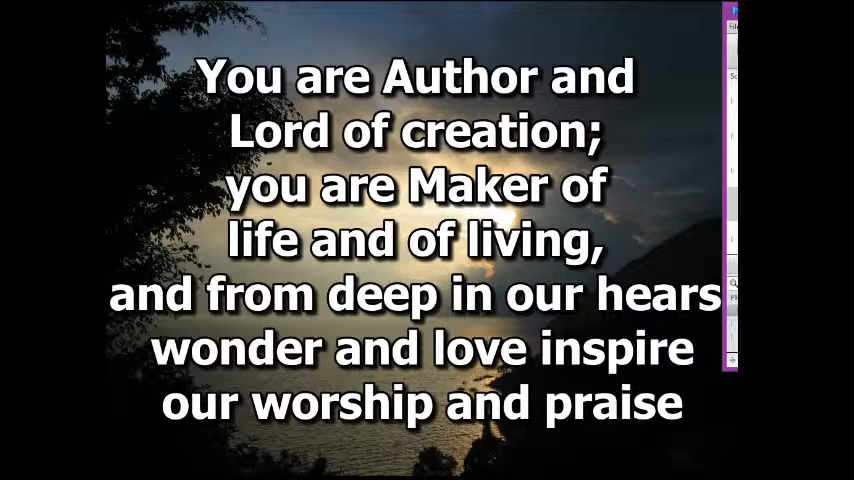 You are Author and
Lord of creation;
you are Maker of
life and of living,
and from deep in our hears
wonder and love inspire
our worship and praise